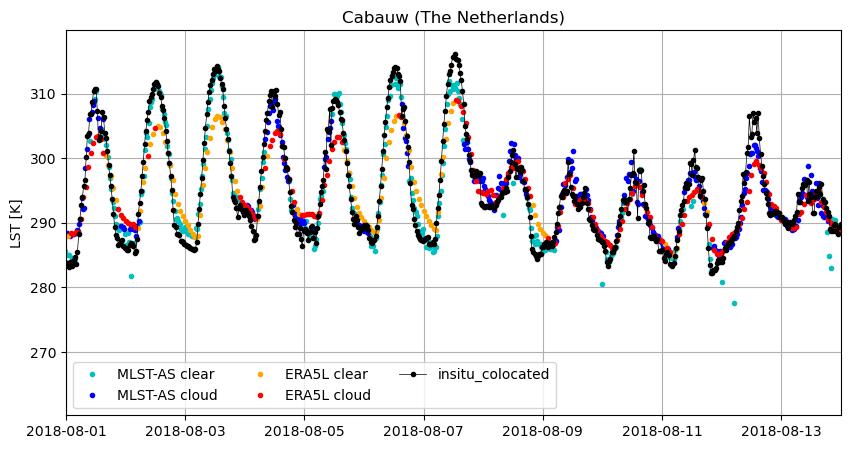 Cabauw (The Netherlands)
LST [K]
310
300
290
280
270
MLST-AS clear
MLST-AS cloud
ERA5L clear
ERA5L cloud
insitu_colocated
2018-08-01 2018-08-03 2018-08-05 2018-08-07 2018-08-09 2018-08-11 2018-08-13